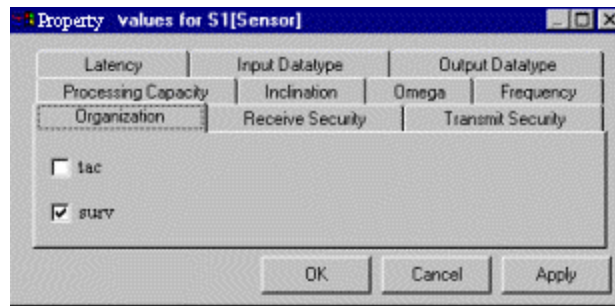 Property values for S1[Sensor]
Latency Input Datatype Output Datatype
Processing Capacity Inclination Omega Frequency
Organization Receive Security Transmit Security
tac
surv
OK Cancel Apply